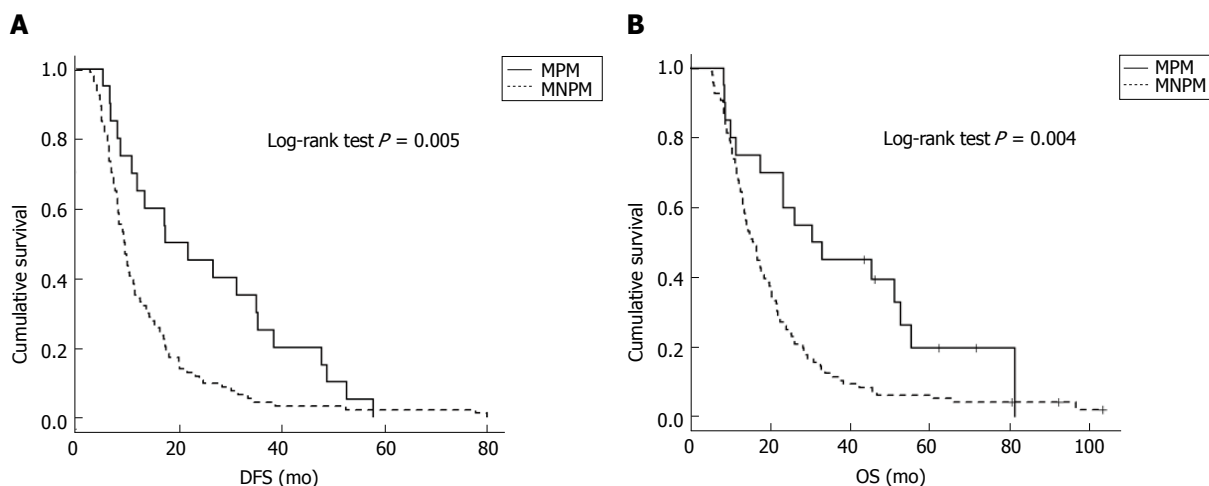 A
1.0
0.8
0.6
0.4
0.2
0.0
Cumulative survival
MPM
MNPM
Log-rank test P = 0.005
0
20
40
60
80
DFS (mo)
B
1.0
0.8
0.6
0.4
0.2
0.0
Cumulative survival
MPM
MNPM
Log-rank test P = 0.004
0
20
40
60
80
100
OS (mo)